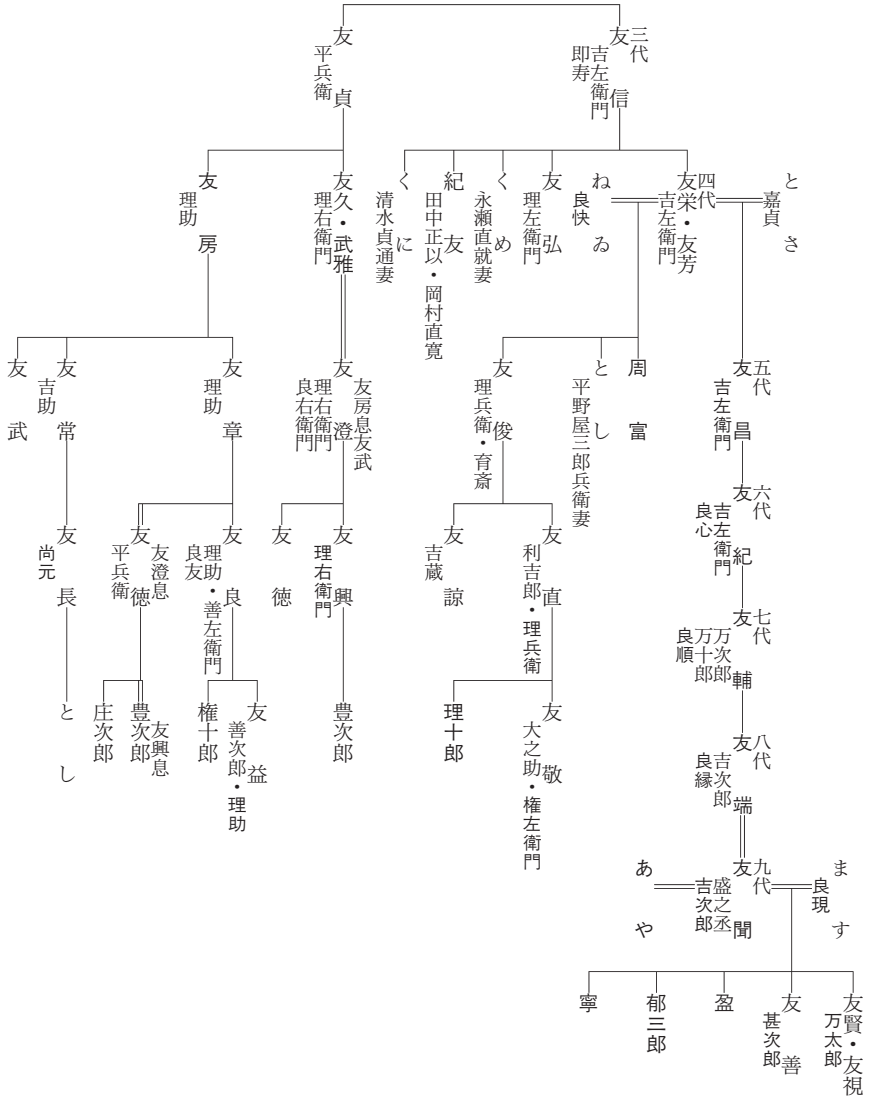 三代
友信
吉左衛門
即寿
友貞
平兵衛
とさ
嘉貞
四代
友栄・友芳
吉左衛門
ねゐ
良快
友弘
理左衛門
くめ
永瀬直就妻
紀友
田中正以・岡村直寛
くに
清水貞通妻
友久・武雅
理右衛門
友房
理助
五代
友昌
吉左衛門
周富
とし
平野屋三郎兵衛妻
友俊
理兵衛・育斎
友房息友武
友澄
理右衛門
良右衛門
友章
理助
友常
吉助
友武
六代
友紀
吉左衛門
良心
友直
利吉郎・理兵衛
友諒
吉蔵
友興
理右衛門
友徳
友良
理助・善左衛門
良友
友澄息
友徳
平兵衛
友長
尚元
七代
友輔
万次郎
万十郎
良順
友敬
大之助・権左衛門
理十郎
豊次郎
友益
善次郎・理助
権十郎
友興息
豊次郎
庄次郎
とし
八代
友端
吉次郎
良縁
ます
良現
九代
友聞
盛之丞
吉次郎
あや
友賢・友視
万太郎
友善
甚次郎
盈
郁三郎
寧